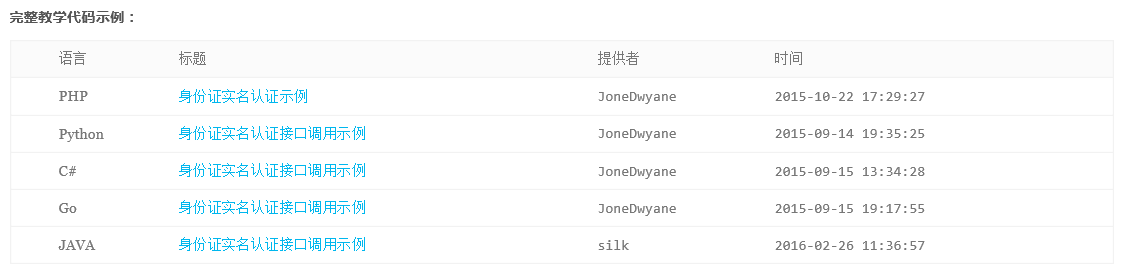 完整教学代码示例：
语言 标题 提供者 时间
PHP 身份证实名认证示例 JoneDwyane 2015-10-22 17:29:27
Python 身份证实名认证接口调用示例 JoneDwyane 2015-09-14 19:35:25
C# 身份证实名认证接口调用示例 JoneDwyane 2015-09-15 13:34:28
Go 身份证实名认证接口调用示例 JoneDwyane 2015-09-15 19:17:55
JAVA 身份证实名认证接口调用示例 silk 2016-02-26 11:36:57